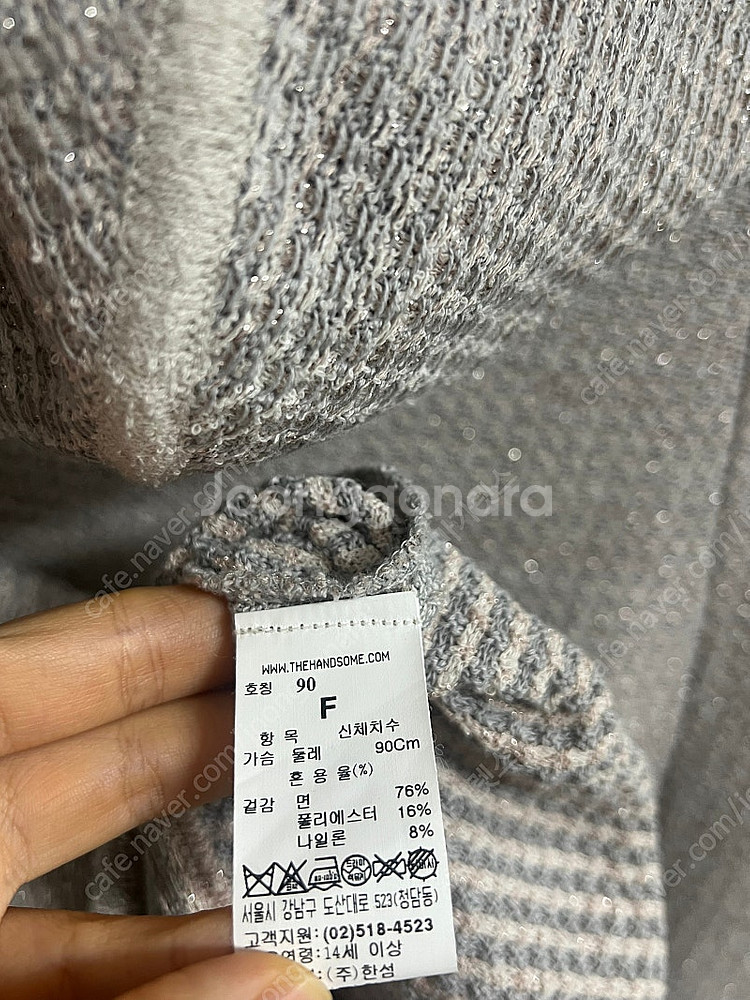 WWW.THEHANDSOME.COM
호칭 90
F
항 목 신체치수
가슴 둘레 90Cm
혼 용 율(%)
겉감 면 76%
폴리에스터 16%
나일론 8%
서울시 강남구 도산대로 523(청담동)
고객지원:(02)518-4523
연령:14세 이상
:(주)한섬
Joonggonara
cafe.naver.com/j